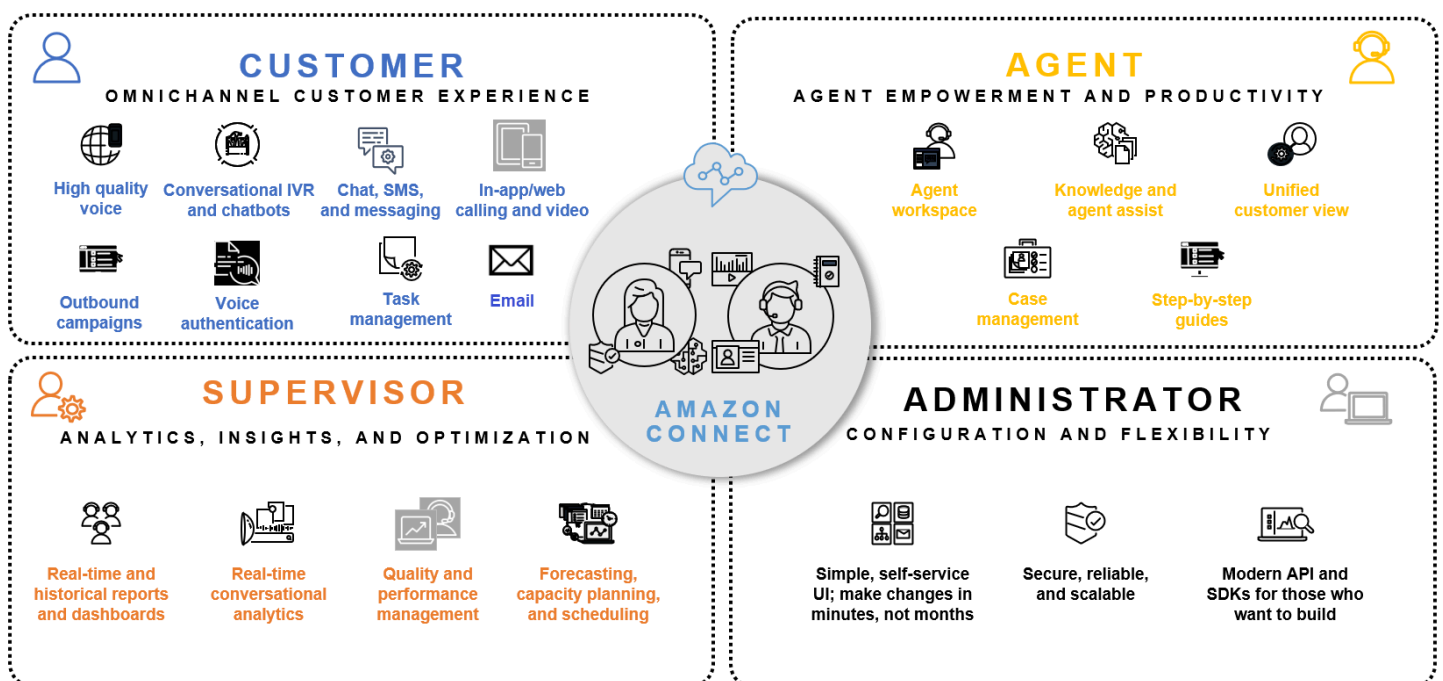 CUSTOMER
OMNICHANNEL CUSTOMER EXPERIENCE
High quality
voice
Conversational IVR
and chatbots
Chat, SMS,
and messaging
In-app/web
calling and video
Outbound
campaigns
Voice
authentication
Task
management
Email
AGENT
AGENT EMPOWERMENT AND PRODUCTIVITY
Agent
workspace
Knowledge and
agent assist
Unified
customer view
Case
management
Step-by-step
guides
AMAZON
CONNECT
SUPERVISOR
ANALYTICS, INSIGHTS, AND OPTIMIZATION
Real-time and
historical reports
and dashboards
Real-time
conversational
analytics
Quality and
performance
management
Forecasting,
capacity planning,
and scheduling
ADMINISTRATOR
CONFIGURATION AND FLEXIBILITY
Simple, self-service
UI; make changes in
minutes, not months
Secure, reliable,
and scalable
Modern API and
SDKs for those who
want to build